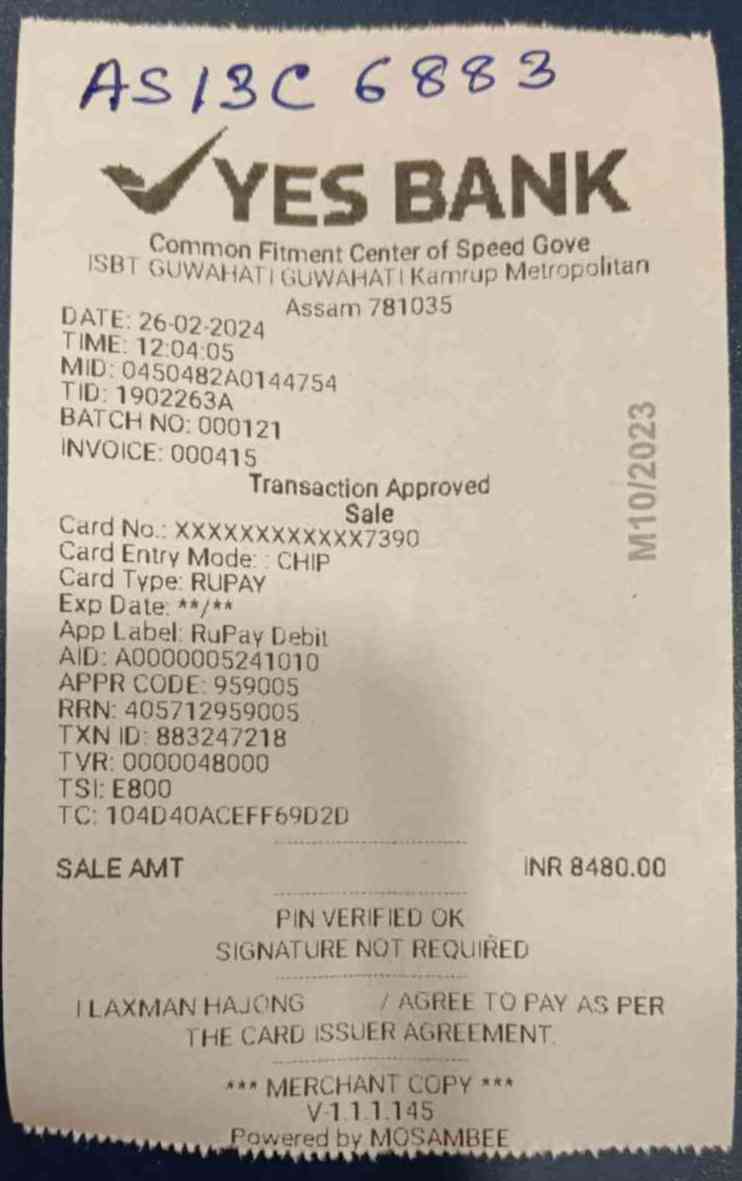 AS13C 6883
YES BANK
Common Fitment Center of Speed Gove
ISBT GUWAHATI GUWAHATI Kamrup Metropolitan
Assam 781035
DATE: 26-02-2024
TIME: 12:04:05
MID: 0450482A0144754
TID: 1902263A
BATCH NO: 000121
INVOICE: 000415
M10/2023
Transaction Approved
Sale
Card No.: XXXXXXXXXXXX7390
Card Entry Mode: : CHIP
Card Type: RUPAY
Exp Date: **/**
App Label: RuPay Debit
AID: A0000005241010
APPR CODE: 959005
RRN: 405712959005
TXN ID: 883247218
TVR: 0000048000
TSI: E800
TC: 104D40ACEFF69D2D
SALE AMT INR 8480.00
PIN VERIFIED OK
SIGNATURE NOT REQUIRED
I LAXMAN HAJONG / AGREE TO PAY AS PER
THE CARD ISSUER AGREEMENT.
*** MERCHANT COPY ***
V-1.1.1.145
Powered by MOSAMBEE